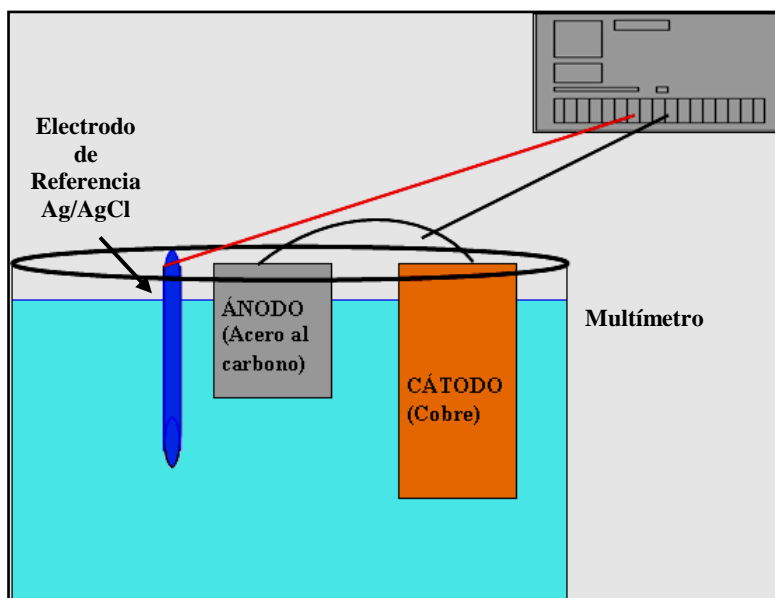 Electrodo
de
Referencia
Ag/AgCl
ÁNODO
(Acero al
carbono)
CÁTODO
(Cobre)
Multímetro